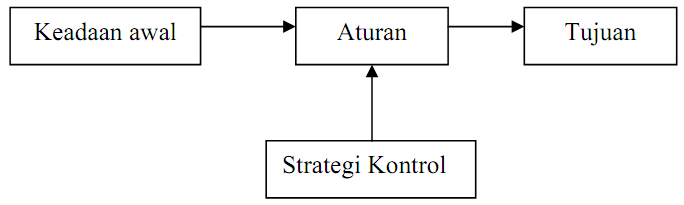 Keadaan awal
Aturan
Tujuan
Strategi Kontrol